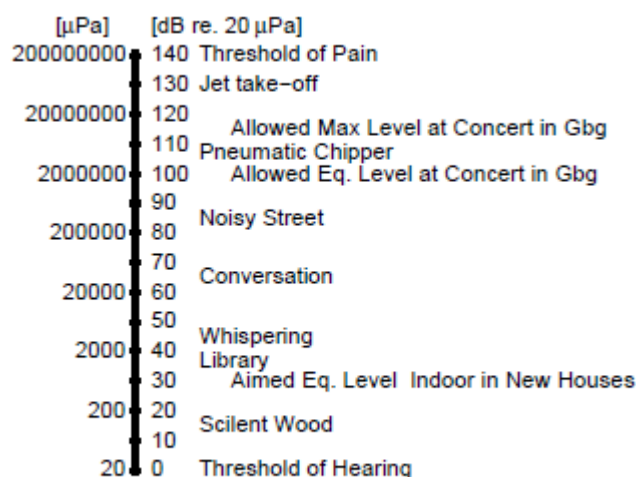 [µPa] [dB re. 20 µPa]
200000000 140 Threshold of Pain
130 Jet take−off
20000000 120
Allowed Max Level at Concert in Gbg
110 Pneumatic Chipper
2000000 100 Allowed Eq. Level at Concert in Gbg
90
Noisy Street
200000 80
70
Conversation
20000 60
50
Whispering
2000 40
Library
30 Aimed Eq. Level Indoor in New Houses
200 20
Scilent Wood
10
20 0 Threshold of Hearing